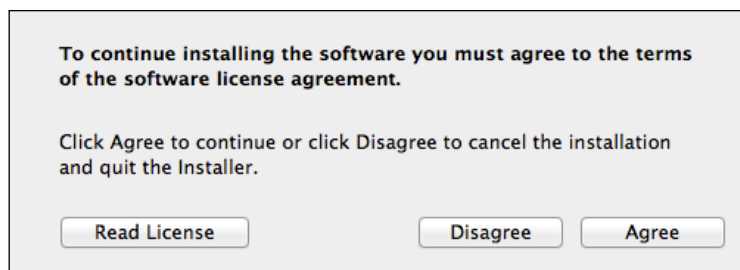 To continue installing the software you must agree to the terms
of the software license agreement.
Click Agree to continue or click Disagree to cancel the installation
and quit the Installer.
Read License Disagree Agree